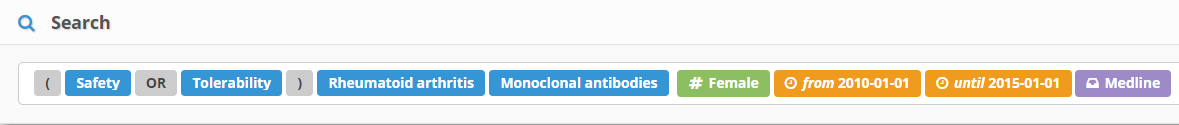 Search
( Safety OR Tolerability ) Rheumatoid arthritis Monoclonal antibodies # Female from 2010-01-01 until 2015-01-01 Medline